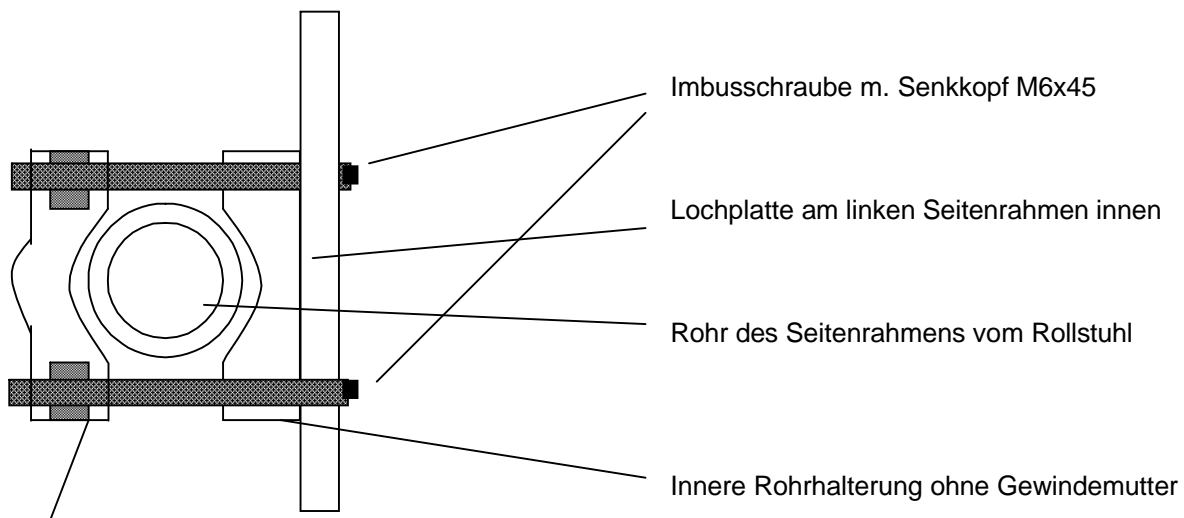 Imbusschraube m. Senkkopf M6x45
Lochplatte am linken Seitenrahmen innen
Rohr des Seitenrahmens vom Rollstuhl
Innere Rohrhalterung ohne Gewindemutter